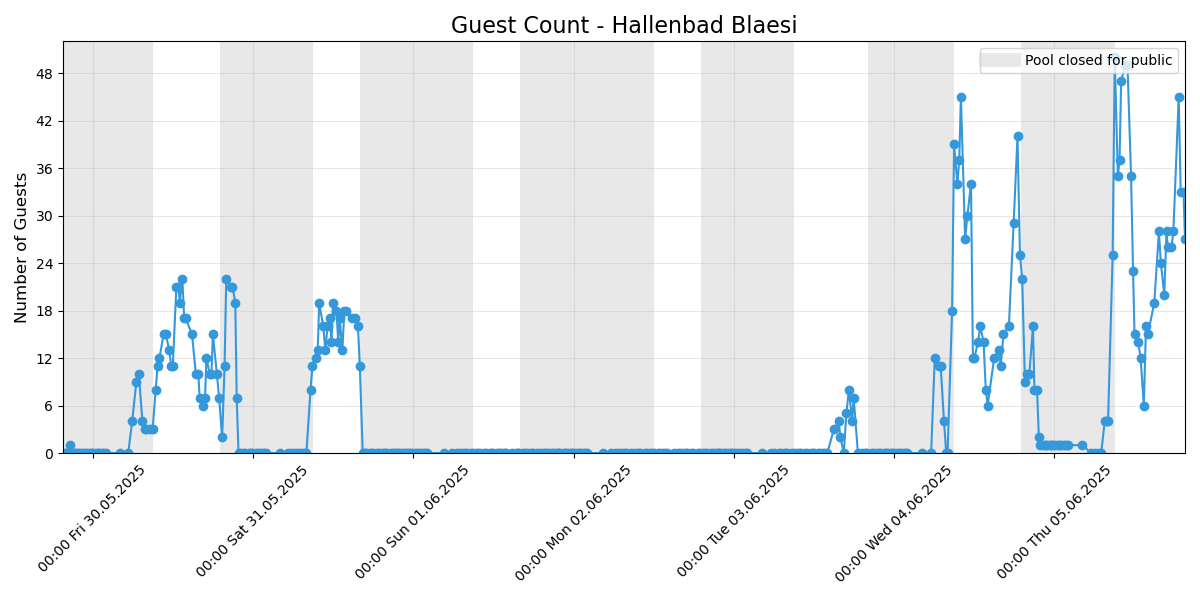 Guest Count - Hallenbad Blaesi
Pool closed for public
Number of Guests
48
42
36
30
24
18
12
6
0
00:00 Fri 30.05.2025
00:00 Sat 31.05.2025
00:00 Sun 01.06.2025
00:00 Mon 02.06.2025
00:00 Tue 03.06.2025
00:00 Wed 04.06.2025
00:00 Thu 05.06.2025